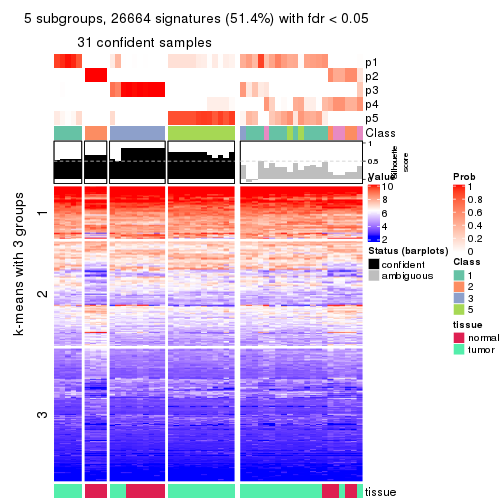 5 subgroups, 26664 signatures (51.4%) with fdr < 0.05
31 confident samples
p1
p2
p3
p4
p5
Class
1
0.5
0
Silhouette
score
k-means with 3 groups
1
2
3
tissue
Value
10
8
6
4
2
Status (barplots)
confident
ambiguous
Prob
1
0.8
0.6
0.4
0.2
0
Class
1
2
3
5
tissue
normal
tumor